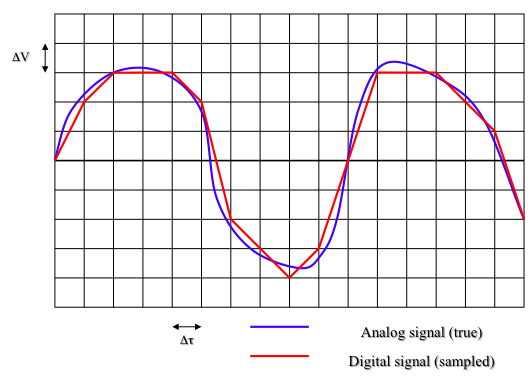 ΔV
Δτ
Analog signal (true)
Digital signal (sampled)